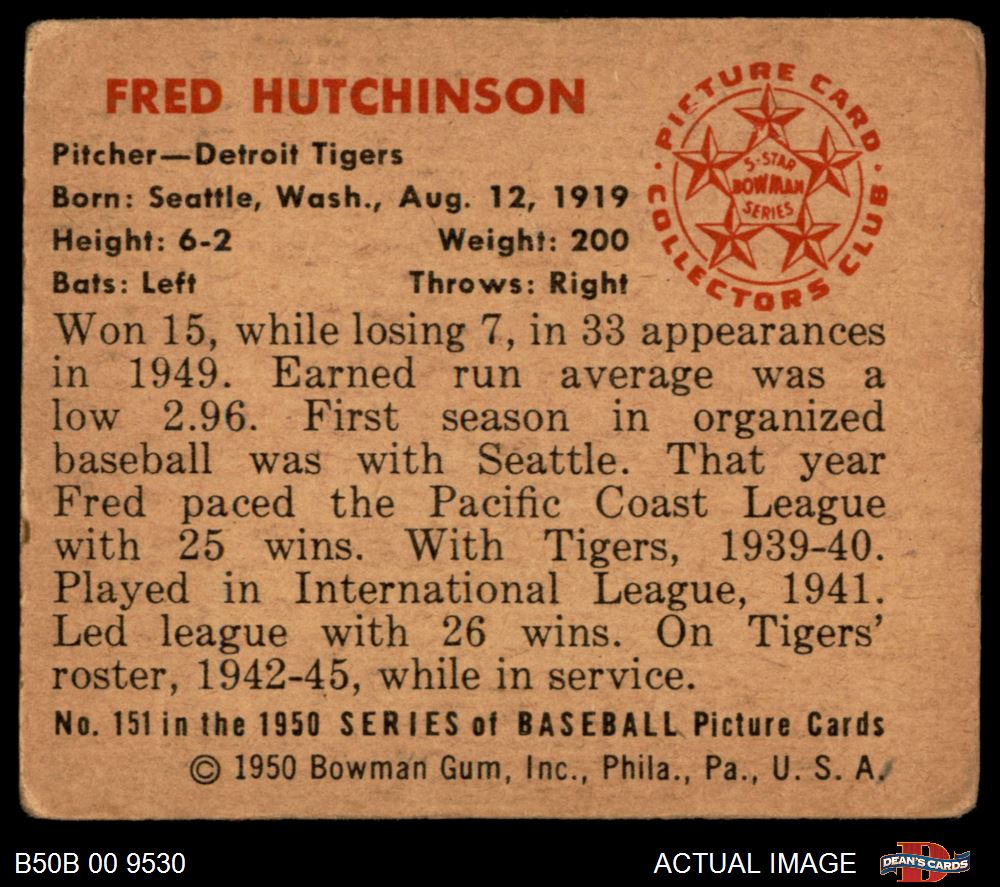 FRED HUTCHINSON
Pitcher—Detroit Tigers
Born: Seattle, Wash., Aug. 12, 1919
Height: 6-2 Weight: 200
Bats: Left Throws: Right
PICTURE CARD
COLLECTORS CLUB
5-STAR
BOWMAN
SERIES
Won 15, while losing 7, in 33 appearances
in 1949. Earned run average was a
low 2.96. First season in organized
baseball was with Seattle. That year
Fred paced the Pacific Coast League
with 25 wins. With Tigers, 1939-40.
Played in International League, 1941.
Led league with 26 wins. On Tigers'
roster, 1942-45, while in service.
No. 151 in the 1950 SERIES of BASEBALL Picture Cards
© 1950 Bowman Gum, Inc., Phila., Pa., U. S. A.
B50B 00 9530
ACTUAL IMAGE
DEAN'S CARDS